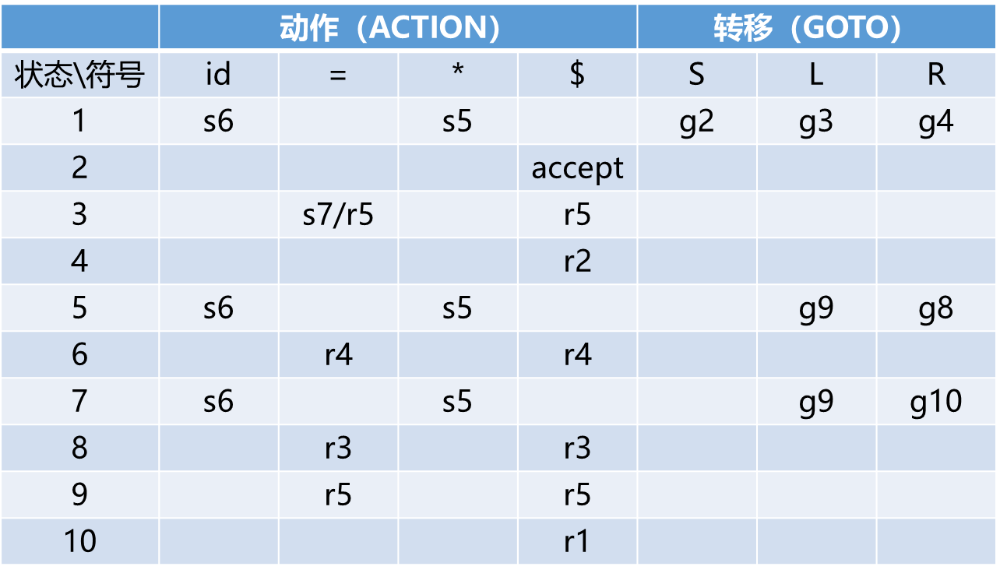 动作（ACTION） 转移（GOTO）
状态\符号 id = * $ S L R
1 s6 s5 g2 g3 g4
2 accept
3 s7/r5 r5
4 r2
5 s6 s5 g9 g8
6 r4 r4
7 s6 s5 g9 g10
8 r3 r3
9 r5 r5
10 r1